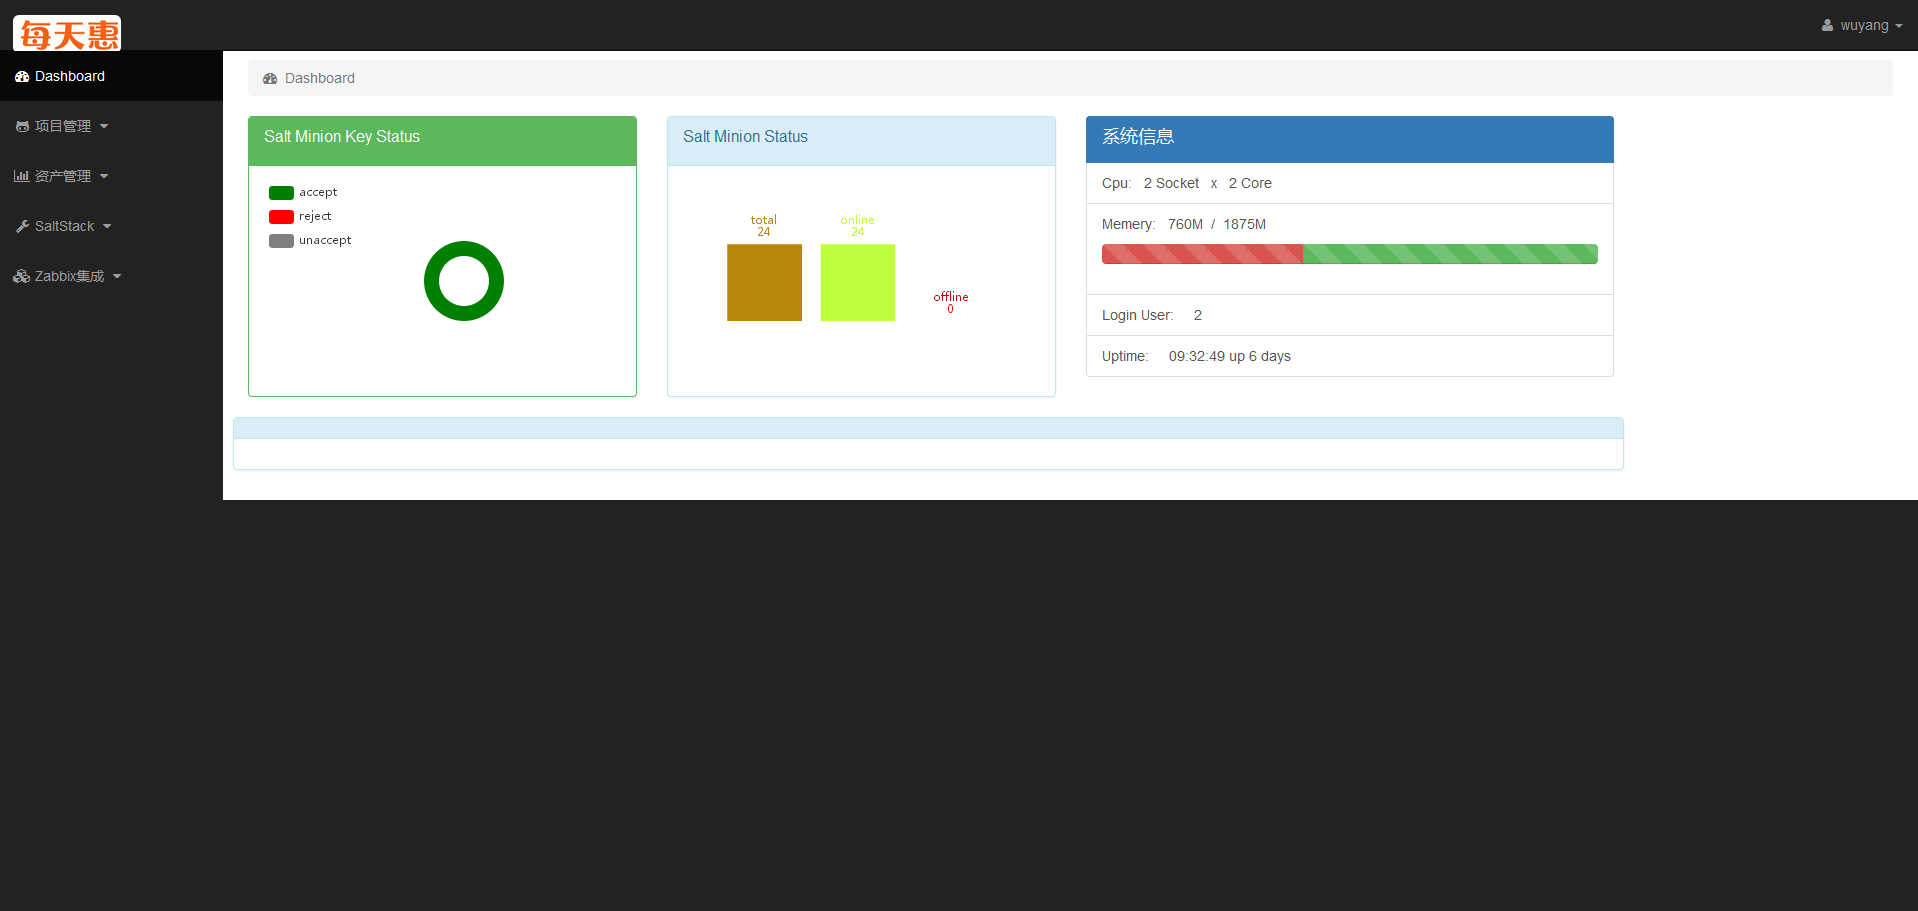 每天惠
wuyang
Dashboard
项目管理
资产管理
SaltStack
Zabbix集成
Dashboard
Salt Minion Key Status
accept
reject
unaccept
Salt Minion Status
total
24
online
24
offline
0
系统信息
Cpu: 2 Socket x 2 Core
Memery: 760M / 1875M
Login User: 2
Uptime: 09:32:49 up 6 days